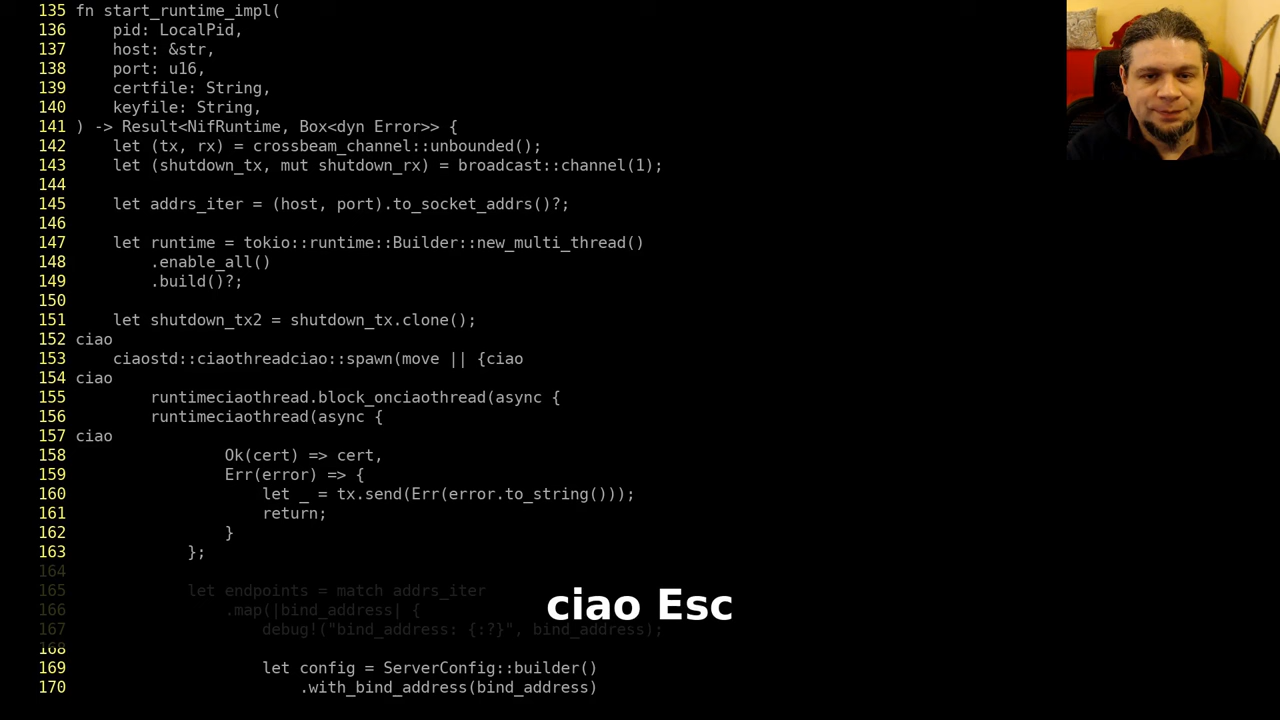 135 fn start_runtime_impl(
136     pid: LocalPid,
137     host: &str,
138     port: u16,
139     certfile: String,
140     keyfile: String,
141 ) -> Result<NifRuntime, Box<dyn Error>> {
142     let (tx, rx) = crossbeam_channel::unbounded();
143     let (shutdown_tx, mut shutdown_rx) = broadcast::channel(1);
144
145     let addrs_iter = (host, port).to_socket_addrs()?;
146
147     let runtime = tokio::runtime::Builder::new_multi_thread()
148         .enable_all()
149         .build()?;
150
151     let shutdown_tx2 = shutdown_tx.clone();
152 ciao
153     ciaostd::ciaothreadciao::spawn(move || {ciao
154 ciao
155         runtimeciaothread.block_onciaothread(async {
156         runtimeciaothread(async {
157 ciao
158                 Ok(cert) => cert,
159                 Err(error) => {
160                     let _ = tx.send(Err(error.to_string()));
161                     return;
162                 }
163             };
164
165             let endpoints = match addrs_iter
166                 .map(|bind_address| {
167                     debug!("bind_address: {:?}", bind_address);
168
169                     let config = ServerConfig::builder()
170                         .with_bind_address(bind_address)
ciao Esc